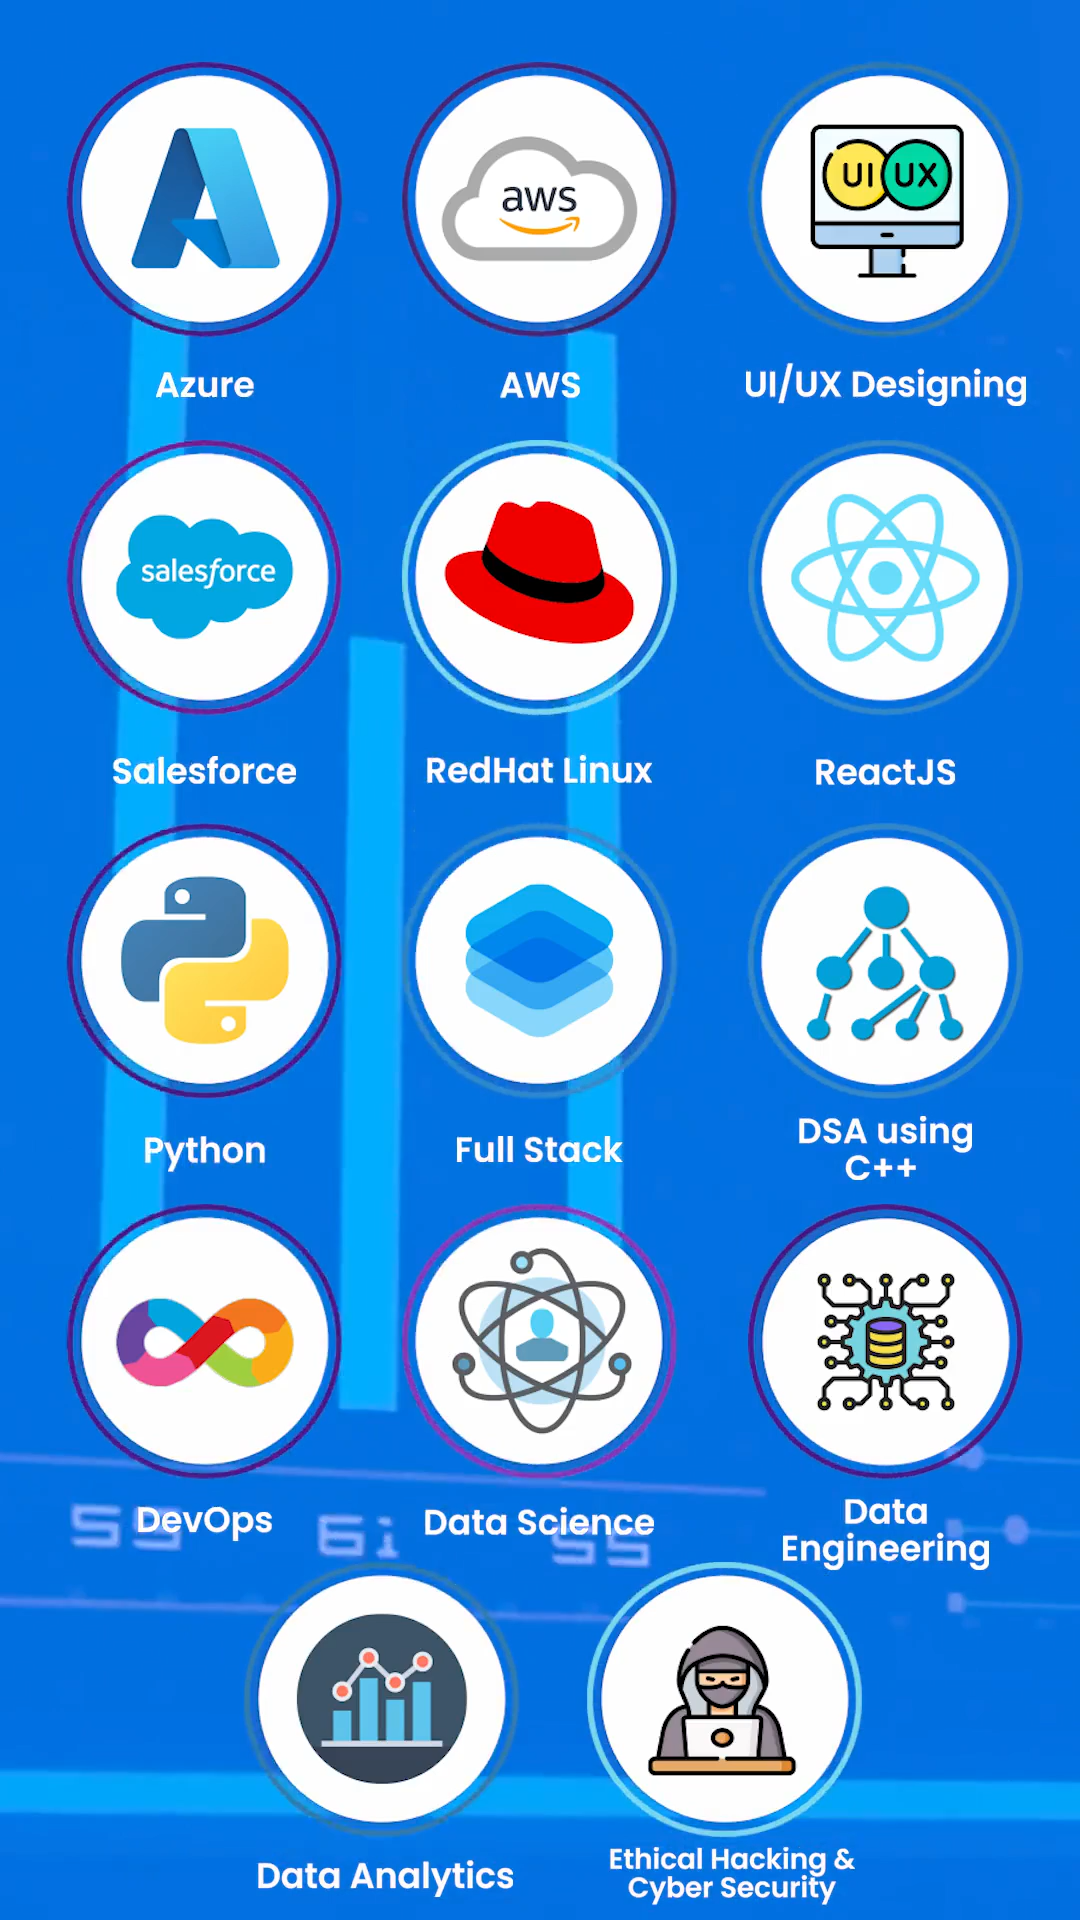 aws
UI UX
Azure
AWS
UI/UX Designing
salesforce
Salesforce
RedHat Linux
ReactJS
Python
Full Stack
DSA using
C++
DevOps
Data Science
Data
Engineering
Data Analytics
Ethical Hacking &
Cyber Security